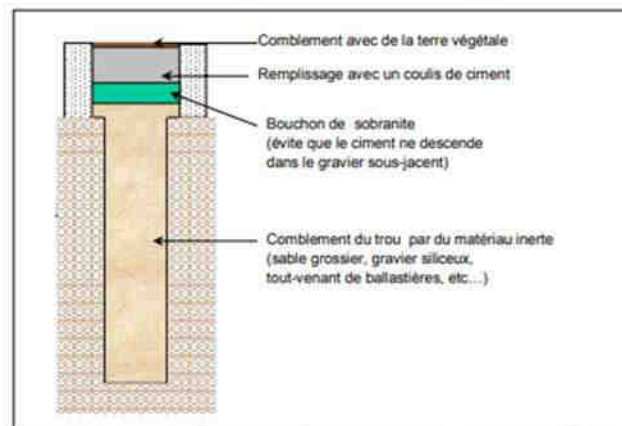 Comblement avec de la terre végétale
Remplissage avec un coulis de ciment
Bouchon de sobranite
(évite que le ciment ne descende
dans le gravier sous-jacent)
Comblement du trou par du matériau inerte
(sable grossier, gravier siliceux,
tout-venant de ballastières, etc...)